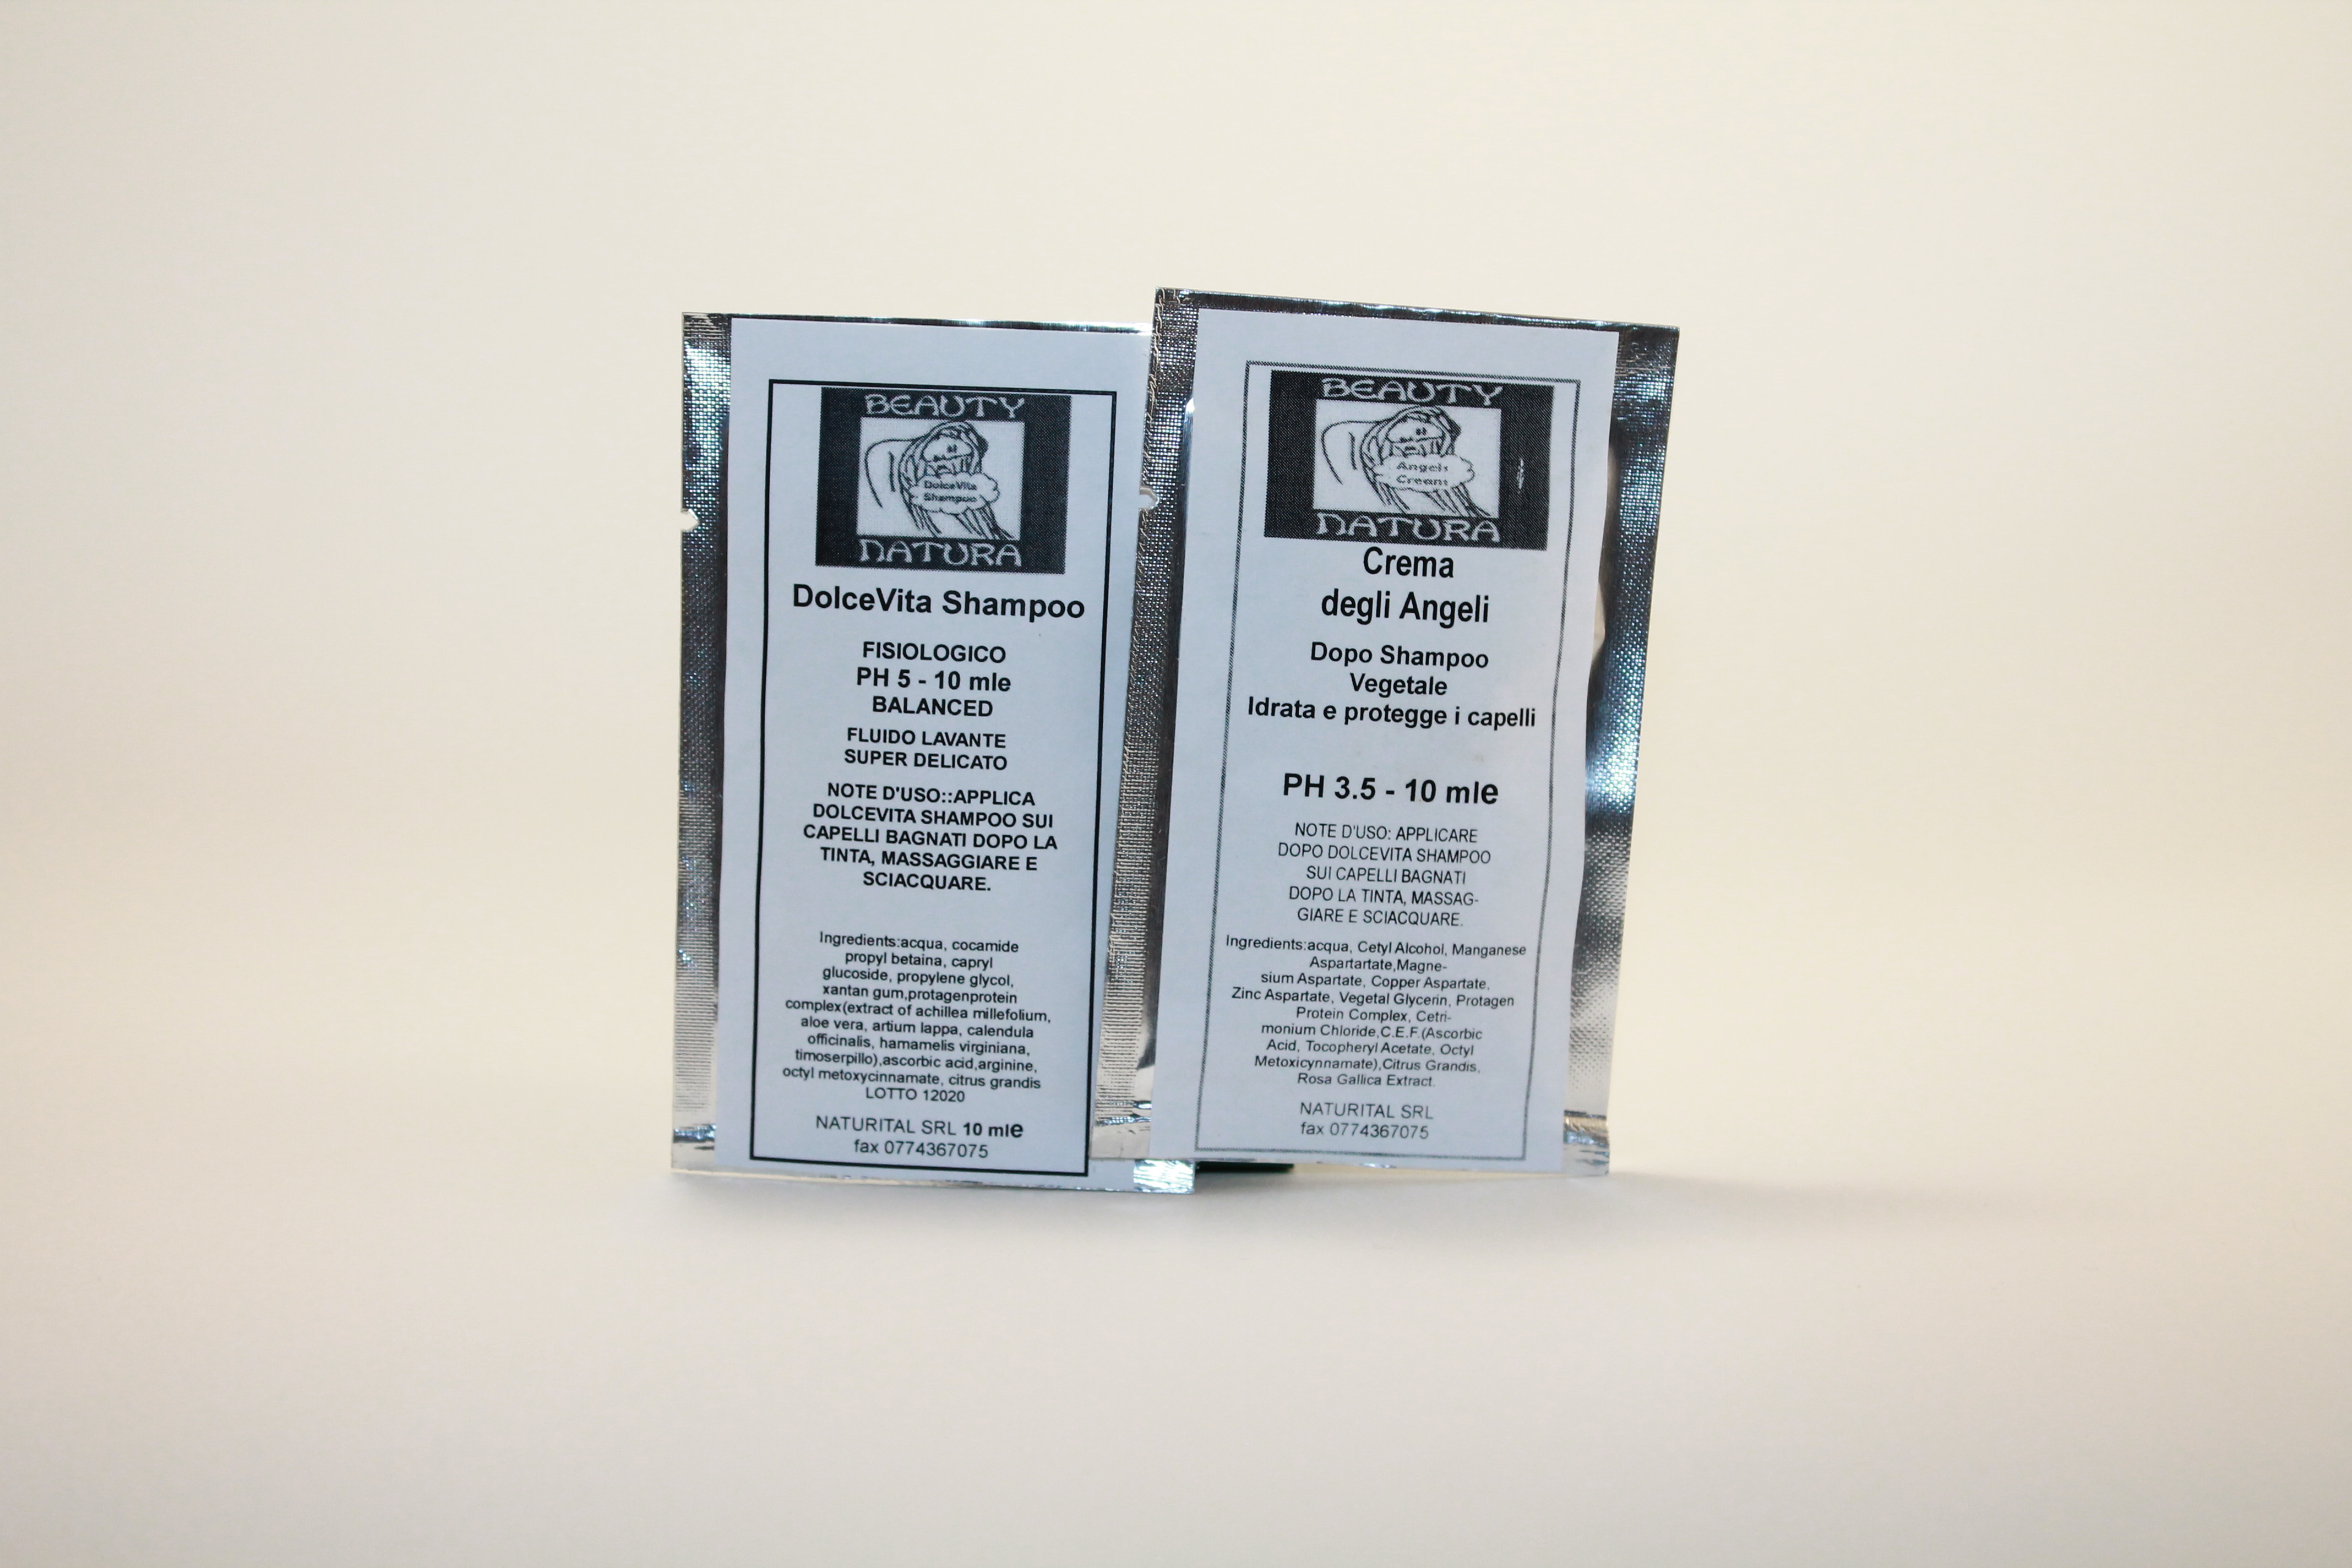 BEAUTY
DolceVita
Shampoo
NATURA
DolceVita Shampoo
FISIOLOGICO
PH 5 - 10 mle
BALANCED
FLUIDO LAVANTE
SUPER DELICATO
NOTE D'USO::APPLICA
DOLCEVITA SHAMPOO SUI
CAPELLI BAGNATI DOPO LA
TINTA, MASSAGGIARE E
SCIACQUARE.
Ingredients:acqua, cocamide
propyl betaina, capryl
glucoside, propylene glycol,
xantan gum,protagenprotein
complex(extract of achillea millefolium,
aloe vera, artium lappa, calendula
officinalis, hamamelis virginiana,
timoserpillo),ascorbic acid,arginine,
octyl metoxycinnamate, citrus grandis
LOTTO 12020
NATURITAL SRL 10 mle
fax 0774367075
BEAUTY
Angels
Cream
NATURA
Crema
degli Angeli
Dopo Shampoo
Vegetale
Idrata e protegge i capelli
PH 3.5 - 10 mle
NOTE D'USO: APPLICARE
DOPO DOLCEVITA SHAMPOO
SUI CAPELLI BAGNATI
DOPO LA TINTA, MASSAG-
GIARE E SCIACQUARE.
Ingredients:acqua, Cetyl Alcohol, Manganese
Aspartartate,Magne-
sium Aspartate, Copper Aspartate,
Zinc Aspartate, Vegetal Glycerin, Protagen
Protein Complex, Cetri-
monium Chloride,C.E.F.(Ascorbic
Acid, Tocopheryl Acetate, Octyl
Metoxicynnamate),Citrus Grandis,
Rosa Gallica Extract.
NATURITAL SRL
fax 0774367075